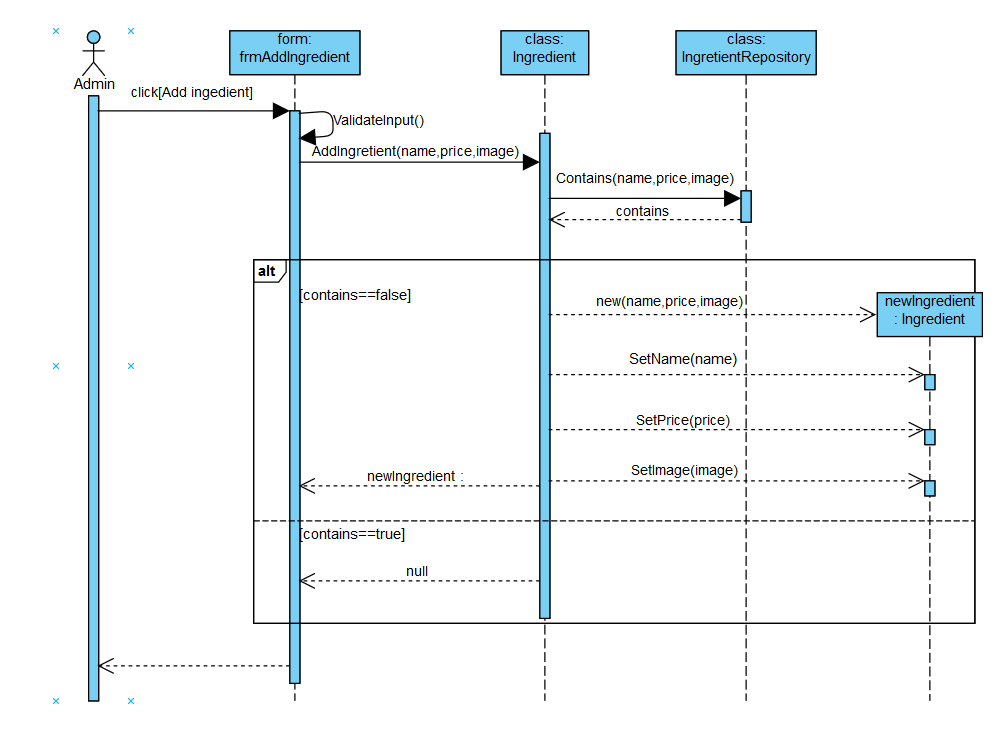 form:
frmAddIngredient
class:
Ingredient
class:
IngretientRepository
Admin
click[Add ingedient]
ValidateInput()
AddIngretient(name,price,image)
Contains(name,price,image)
contains
alt
[contains==false]
new(name,price,image)
newIngredient
: Ingredient
SetName(name)
SetPrice(price)
SetImage(image)
newIngredient :
[contains==true]
null